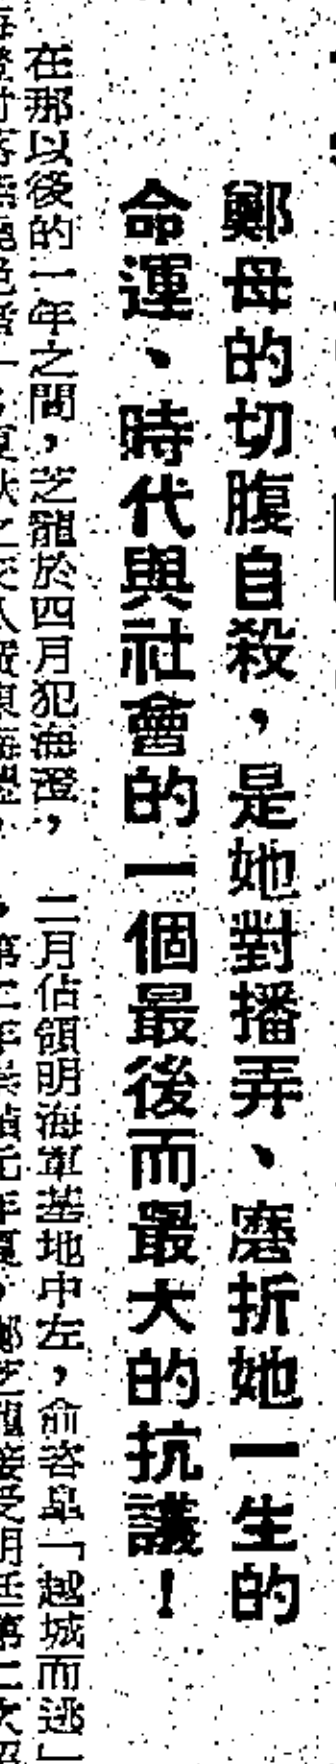 鄭母的切腹自殺，是她對播弄、磨折她一生的
命運、時代與社會的一個最後而最大的抗議！
在那以後的一年之間，芝龍於四月犯海澄，
二月佔領明海軍基地中左，俞咨皐「越城而逃」